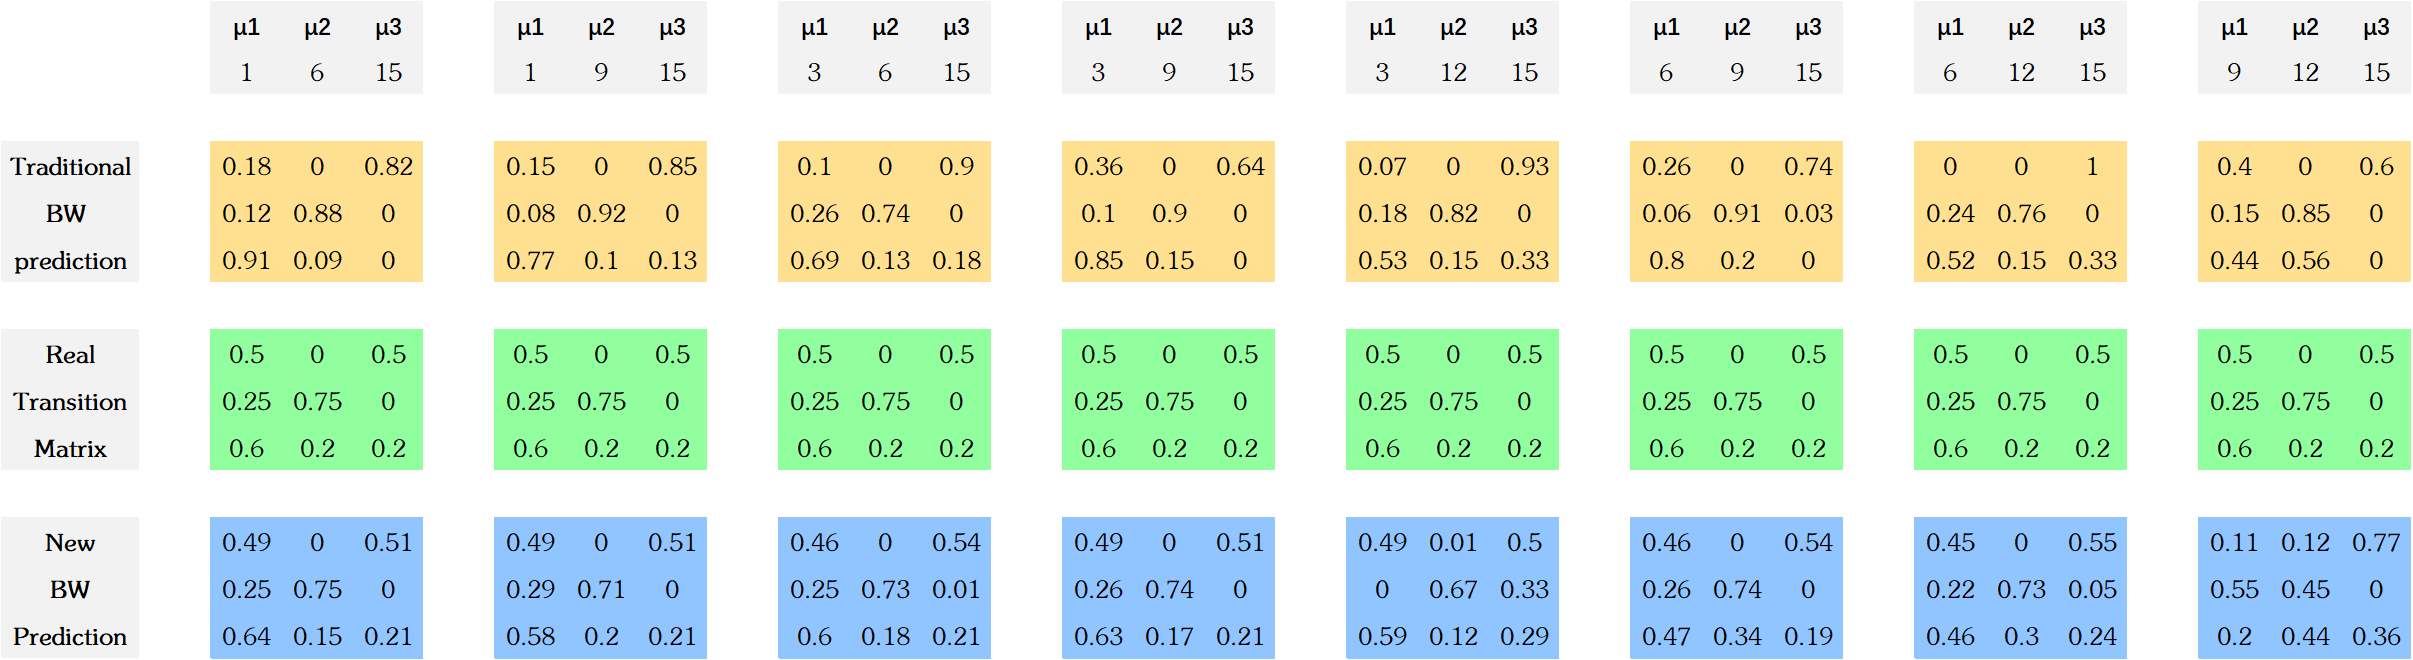 μ1 μ2 μ3 μ1 μ2 μ3 μ1 μ2 μ3 μ1 μ2 μ3 μ1 μ2 μ3 μ1 μ2 μ3 μ1 μ2 μ3 μ1 μ2 μ3
1 6 15 1 9 15 3 6 15 3 9 15 3 12 15 6 9 15 6 12 15 9 12 15
Traditional 0.18 0 0.82 0.15 0 0.85 0.1 0 0.9 0.36 0 0.64 0.07 0 0.93 0.26 0 0.74 0 0 1 0.4 0 0.6
BW 0.12 0.88 0 0.08 0.92 0 0.26 0.74 0 0.1 0.9 0 0.18 0.82 0 0.06 0.91 0.03 0.24 0.76 0 0.15 0.85 0
prediction 0.91 0.09 0 0.77 0.1 0.13 0.69 0.13 0.18 0.85 0.15 0 0.53 0.15 0.33 0.8 0.2 0 0.52 0.15 0.33 0.44 0.56 0
Real 0.5 0 0.5 0.5 0 0.5 0.5 0 0.5 0.5 0 0.5 0.5 0 0.5 0.5 0 0.5 0.5 0 0.5 0.5 0 0.5
Transition 0.25 0.75 0 0.25 0.75 0 0.25 0.75 0 0.25 0.75 0 0.25 0.75 0 0.25 0.75 0 0.25 0.75 0 0.25 0.75 0
Matrix 0.6 0.2 0.2 0.6 0.2 0.2 0.6 0.2 0.2 0.6 0.2 0.2 0.6 0.2 0.2 0.6 0.2 0.2 0.6 0.2 0.2 0.6 0.2 0.2
New 0.49 0 0.51 0.49 0 0.51 0.46 0 0.54 0.49 0 0.51 0.49 0.01 0.5 0.46 0 0.54 0.45 0 0.55 0.11 0.12 0.77
BW 0.25 0.75 0 0.29 0.71 0 0.25 0.73 0.01 0.26 0.74 0 0 0.67 0.33 0.26 0.74 0 0.22 0.73 0.05 0.55 0.45 0
Prediction 0.64 0.15 0.21 0.58 0.2 0.21 0.6 0.18 0.21 0.63 0.17 0.21 0.59 0.12 0.29 0.47 0.34 0.19 0.46 0.3 0.24 0.2 0.44 0.36